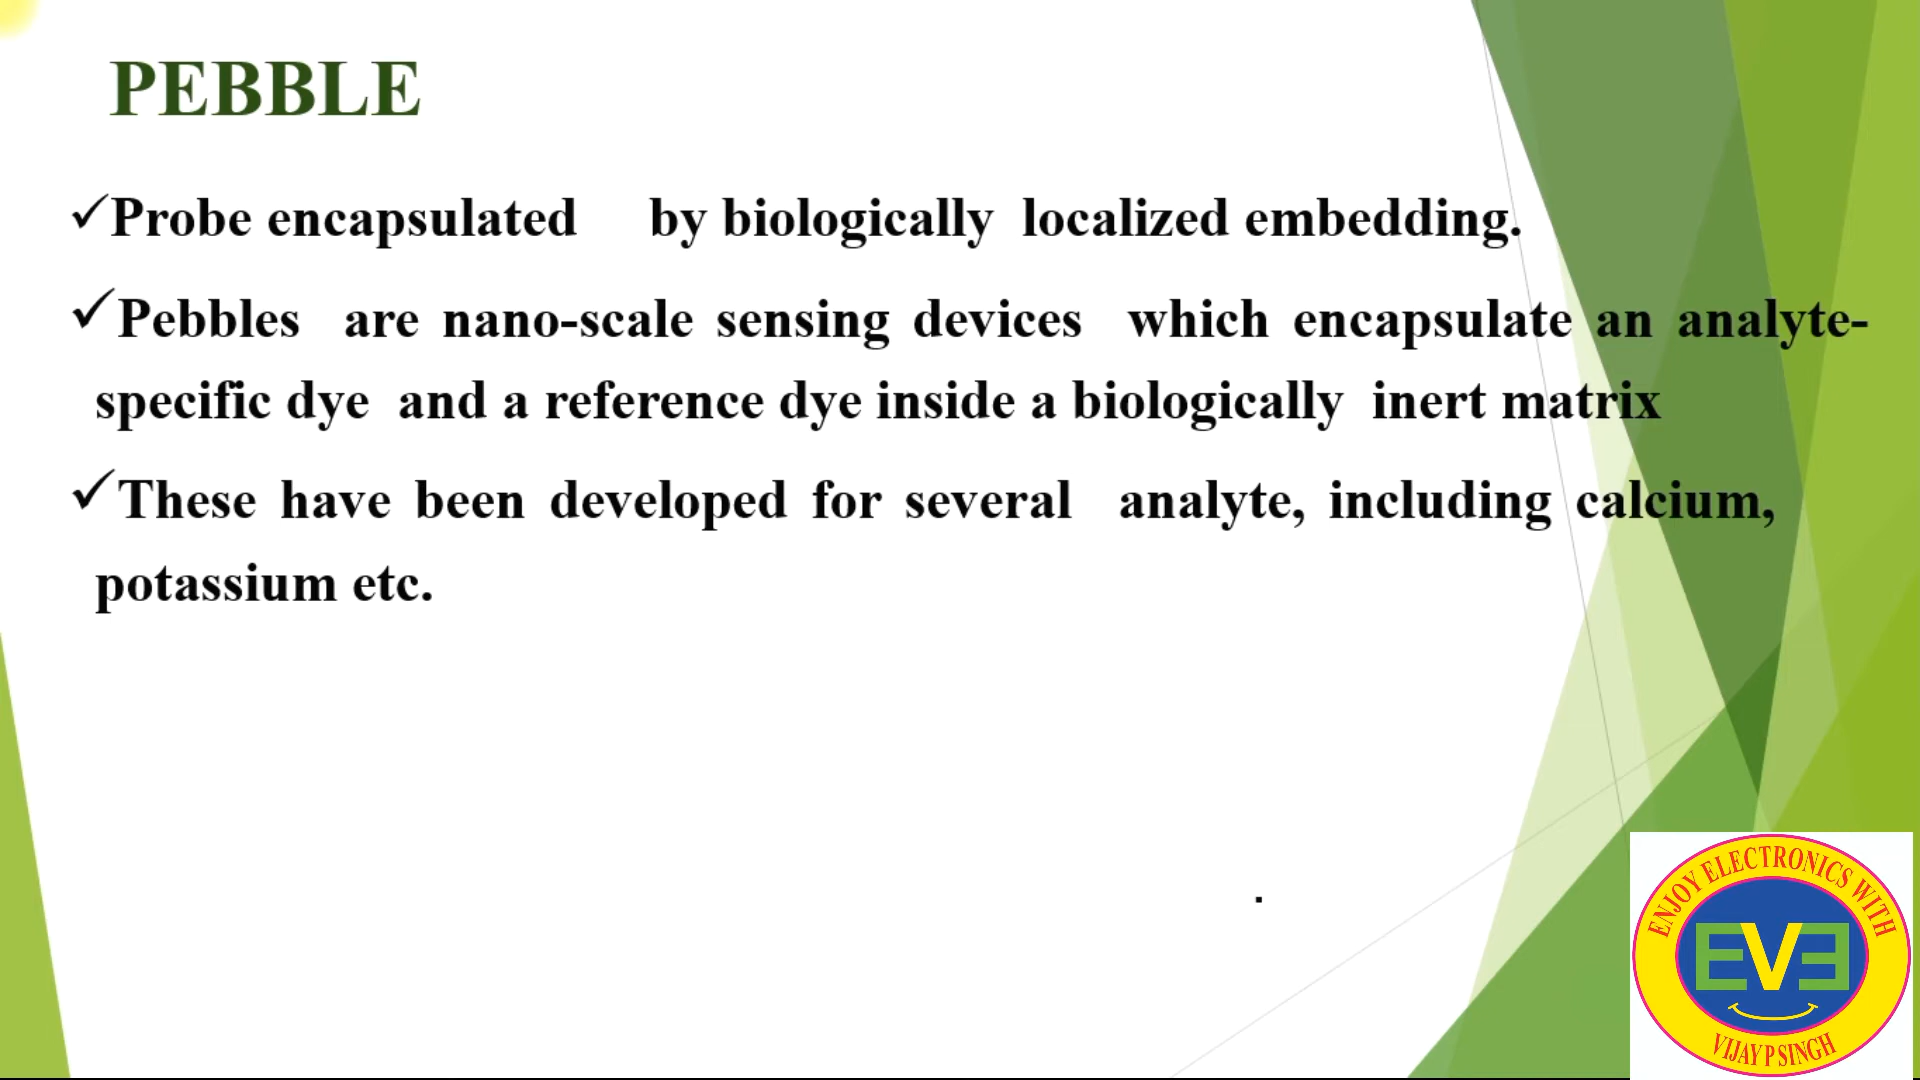 PEBBLE
✓Probe encapsulated by biologically localized embedding.
✓Pebbles are nano-scale sensing devices which encapsulate an analyte-
specific dye and a reference dye inside a biologically inert matrix
✓These have been developed for several analyte, including calcium,
potassium etc.
.
ENJOY ELECTRONICS WITH
EVE
VIJAY P SINGH